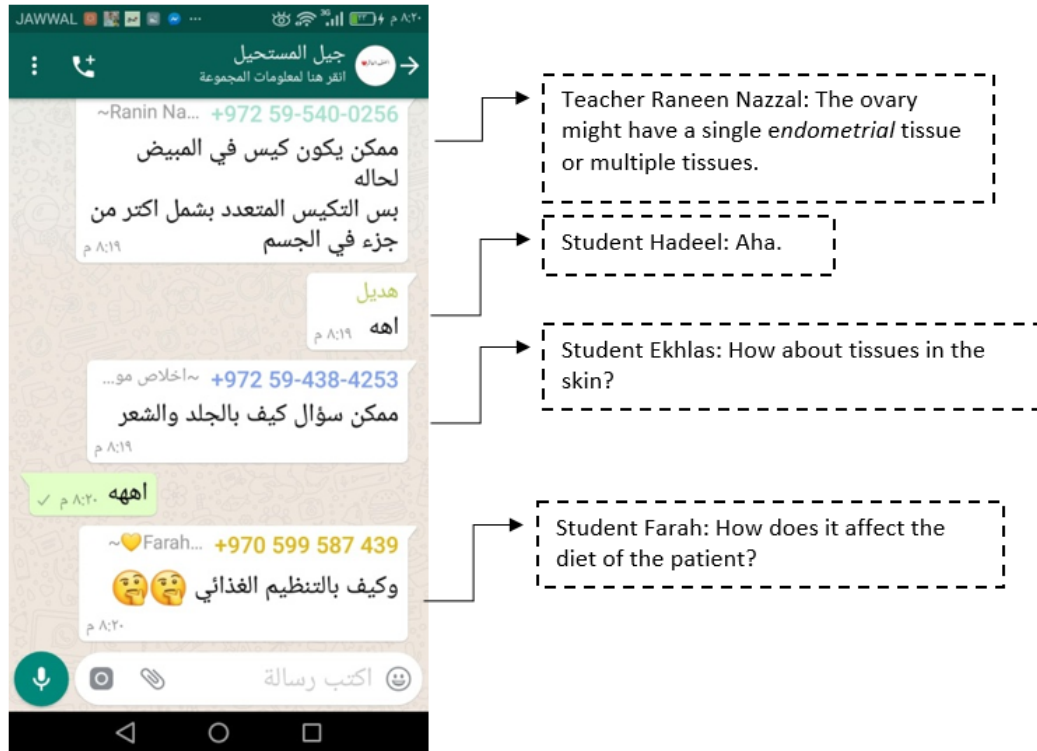 JAWWAL ··· 3G ٨:٢٠ م
جيل المستحيل
انقر هنا لمعلومات المجموعة
~Ranin Na... +972 59-540-0256
ممكن يكون كيس في المبيض
لحاله
بس التكيس المتعدد بشمل اكتر من
جزء في الجسم
٨:١٩ م
هديل
اهه
٨:١٩ م
~اخلاص مو... +972 59-438-4253
ممكن سؤال كيف بالجلد والشعر
٨:١٩ م
اههه
٨:٢٠ م
~💛Farah... +970 599 587 439
وكيف بالتنظيم الغذائي 🤔🤔
٨:٢٠ م
اكتب رسالة
Teacher Raneen Nazzal: The ovary
might have a single endometrial tissue
or multiple tissues.
Student Hadeel: Aha.
Student Ekhlas: How about tissues in the
skin?
Student Farah: How does it affect the
diet of the patient?